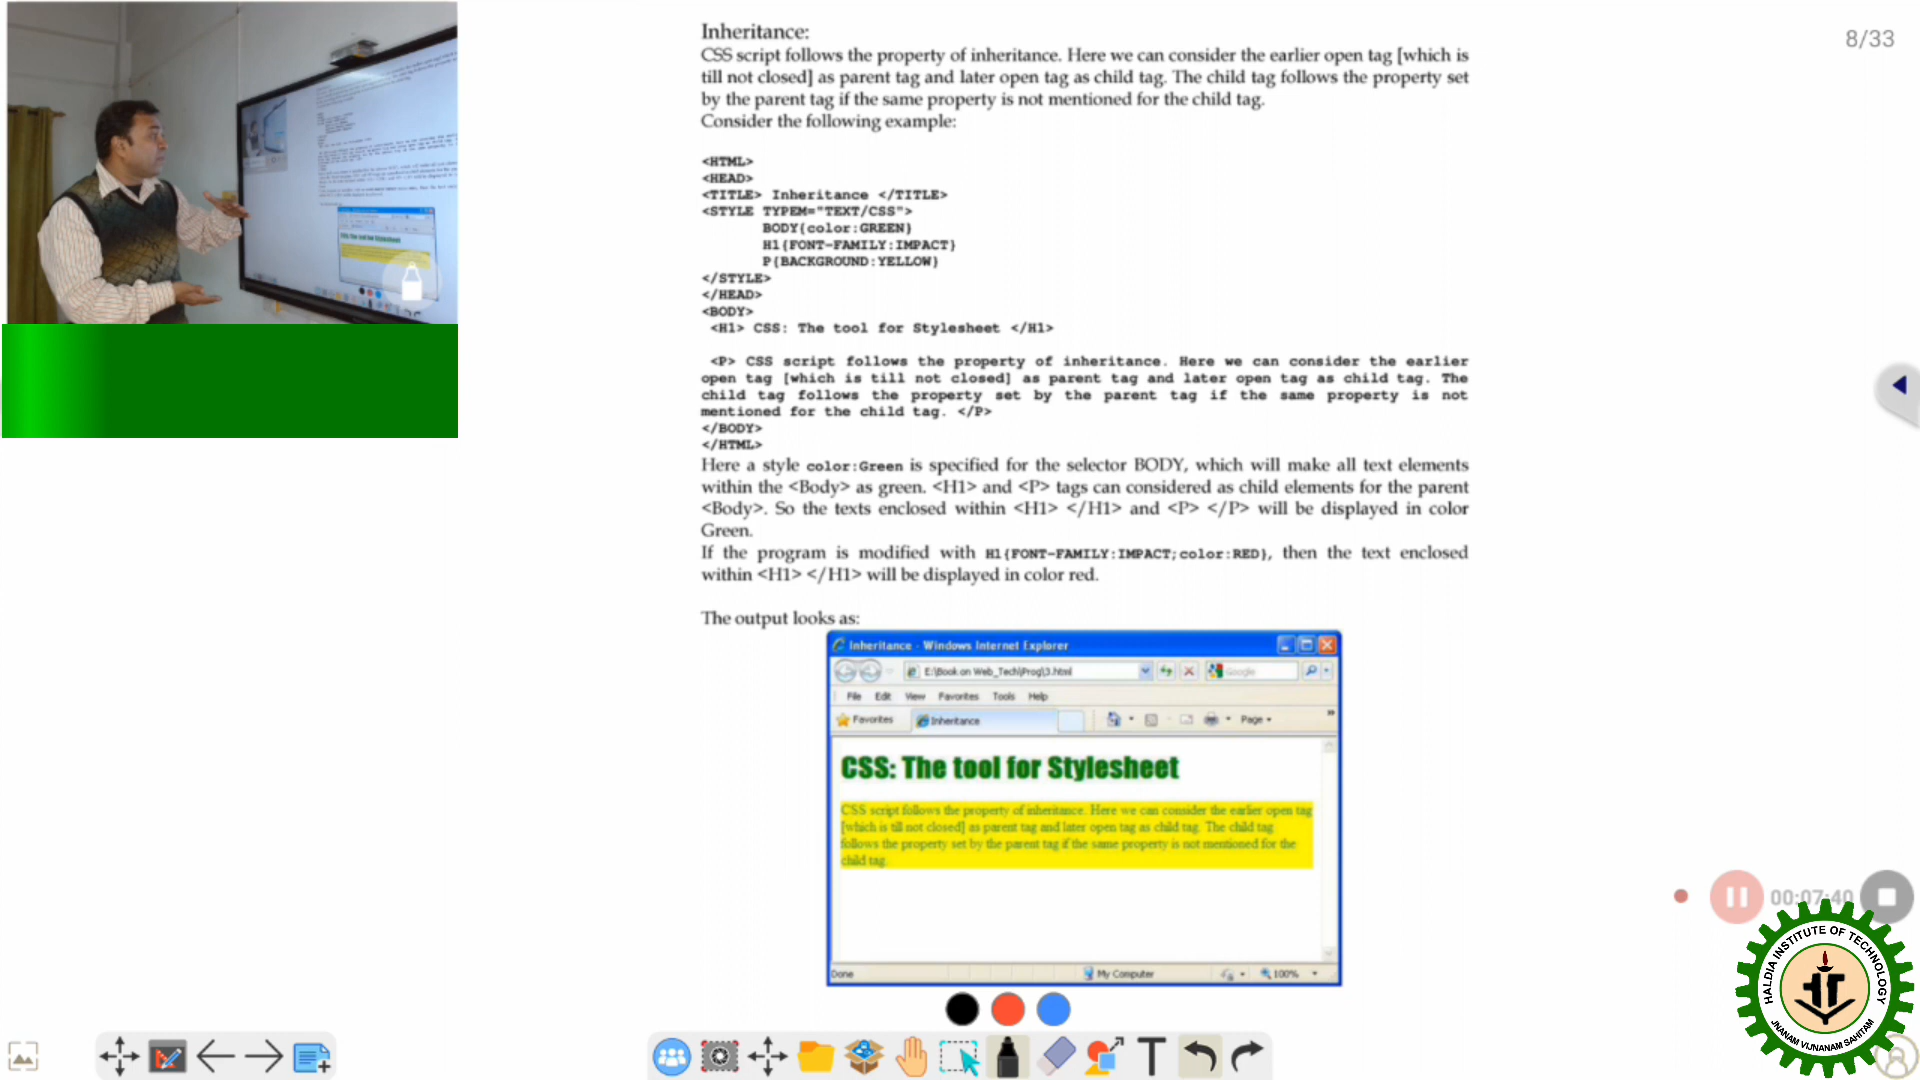 Inheritance:
CSS script follows the property of inheritance. Here we can consider the earlier open tag [which is
till not closed] as parent tag and later open tag as child tag. The child tag follows the property set
by the parent tag if the same property is not mentioned for the child tag.
Consider the following example:
<HTML>
<HEAD>
<TITLE> Inheritance </TITLE>
<STYLE TYPEM="TEXT/CSS">
BODY{color:GREEN}
H1{FONT-FAMILY:IMPACT}
P{BACKGROUND:YELLOW}
</STYLE>
</HEAD>
<BODY>
<H1> CSS: The tool for Stylesheet </H1>
<P> CSS script follows the property of inheritance. Here we can consider the earlier
open tag [which is till not closed] as parent tag and later open tag as child tag. The
child tag follows the property set by the parent tag if the same property is not
mentioned for the child tag. </P>
</BODY>
</HTML>
Here a style color:Green is specified for the selector BODY, which will make all text elements
within the <Body> as green. <H1> and <P> tags can considered as child elements for the parent
<Body>. So the texts enclosed within <H1> </H1> and <P> </P> will be displayed in color
Green.
If the program is modified with H1{FONT-FAMILY:IMPACT;color:RED}, then the text enclosed
within <H1> </H1> will be displayed in color red.
The output looks as:
Inheritance - Windows Internet Explorer
E:\Book on Web_Tech\Prog\3.html
Google
File Edit View Favorites Tools Help
Favorites Inheritance Page
CSS: The tool for Stylesheet
CSS script follows the property of inheritance. Here we can consider the earlier open tag
[which is till not closed] as parent tag and later open tag as child tag. The child tag
follows the property set by the parent tag if the same property is not mentioned for the
child tag.
Done My Computer 100%
8/33
00:07:40
HALDIA INSTITUTE OF TECHNOLOGY
JNANAM VIJNANAM SAHITAM
T